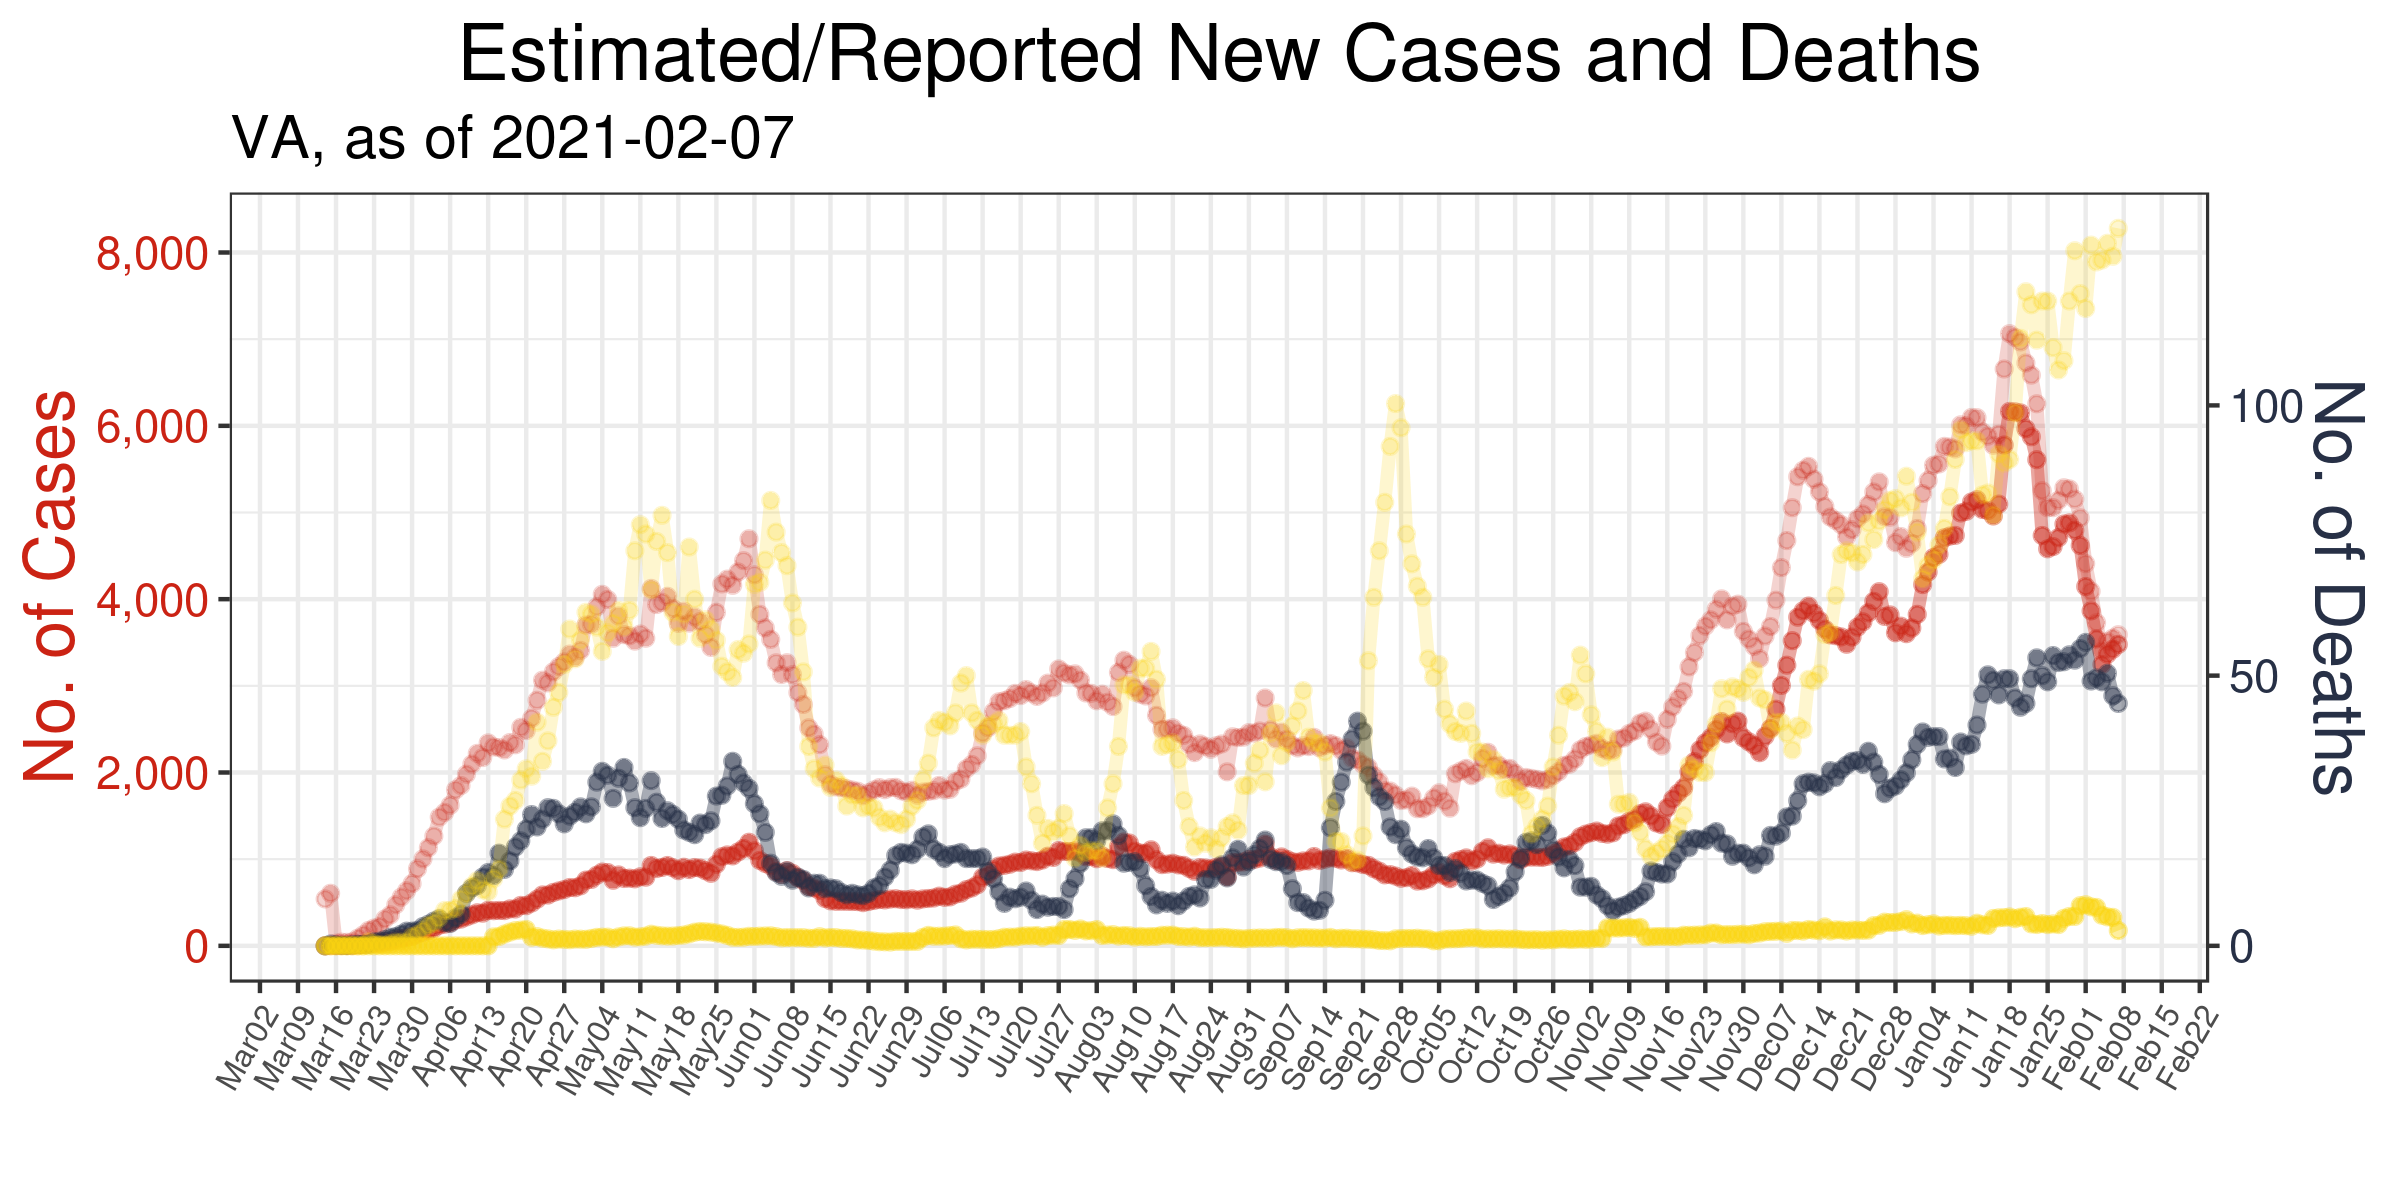 Estimated/Reported New Cases and Deaths
VA, as of 2021-02-07
No. of Cases
8,000
6,000
4,000
2,000
0
100
50
0
No. of Deaths
Mar02
Mar09
Mar16
Mar23
Mar30
Apr06
Apr13
Apr20
Apr27
May04
May11
May18
May25
Jun01
Jun08
Jun15
Jun22
Jun29
Jul06
Jul13
Jul20
Jul27
Aug03
Aug10
Aug17
Aug24
Aug31
Sep07
Sep14
Sep21
Sep28
Oct05
Oct12
Oct19
Oct26
Nov02
Nov09
Nov16
Nov23
Nov30
Dec07
Dec14
Dec21
Dec28
Jan04
Jan11
Jan18
Jan25
Feb01
Feb08
Feb15
Feb22